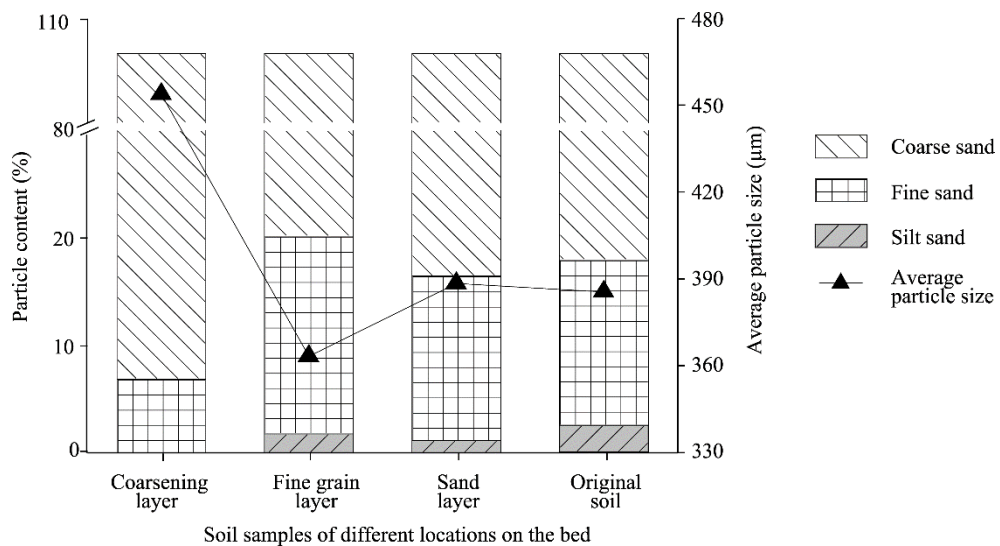 110
80
20
10
0
Particle content (%)
480
450
420
390
360
330
Average particle size (μm)
Coarse sand
Fine sand
Silt sand
Average
particle size
Coarsening
layer
Fine grain
layer
Sand
layer
Original
soil
Soil samples of different locations on the bed